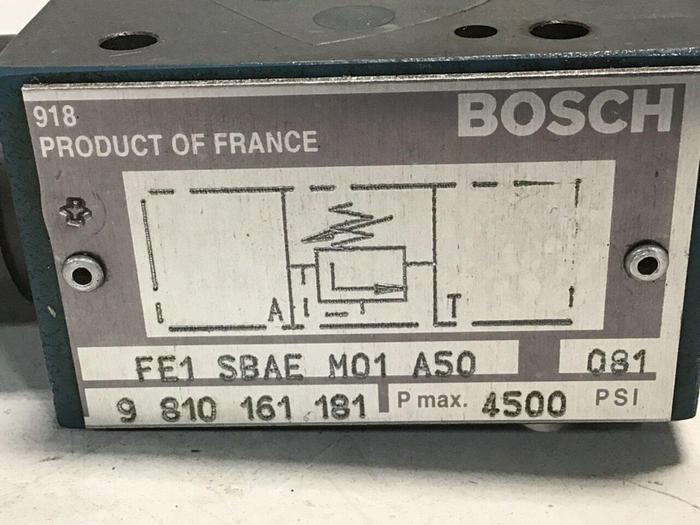 918
BOSCH
PRODUCT OF FRANCE
A T
FE1 SBAE M01 A50 081
9 810 161 181 P max. 4500 PSI